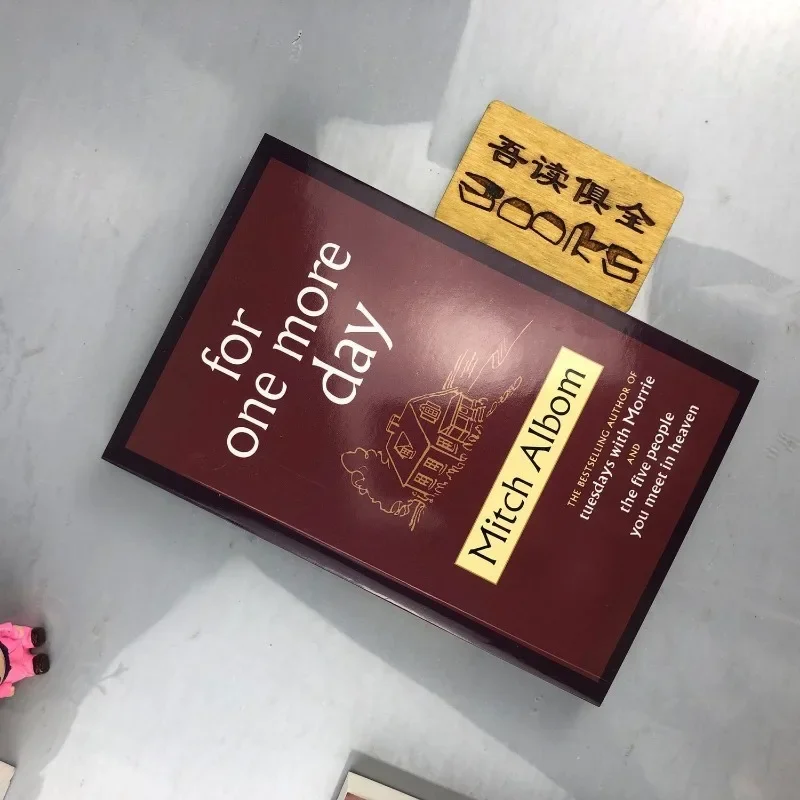 for
one more
day
Mitch Albom
THE BESTSELLING AUTHOR OF
tuesdays with Morrie
AND
the five people
you meet in heaven
吾读俱全
WOODFIS